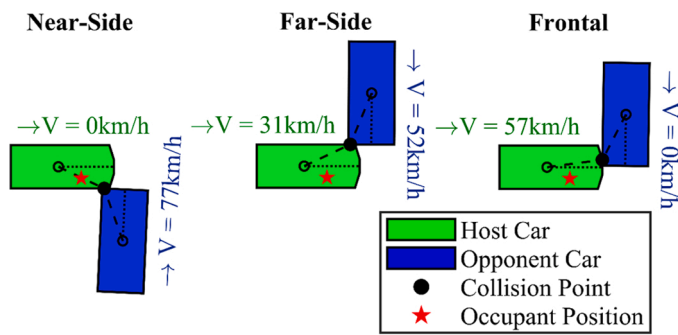 Near-Side
Far-Side
Frontal
→V = 0km/h
→V = 77km/h
→V = 31km/h
→V = 52km/h
→V = 57km/h
→V = 0km/h
Host Car
Opponent Car
Collision Point
Occupant Position